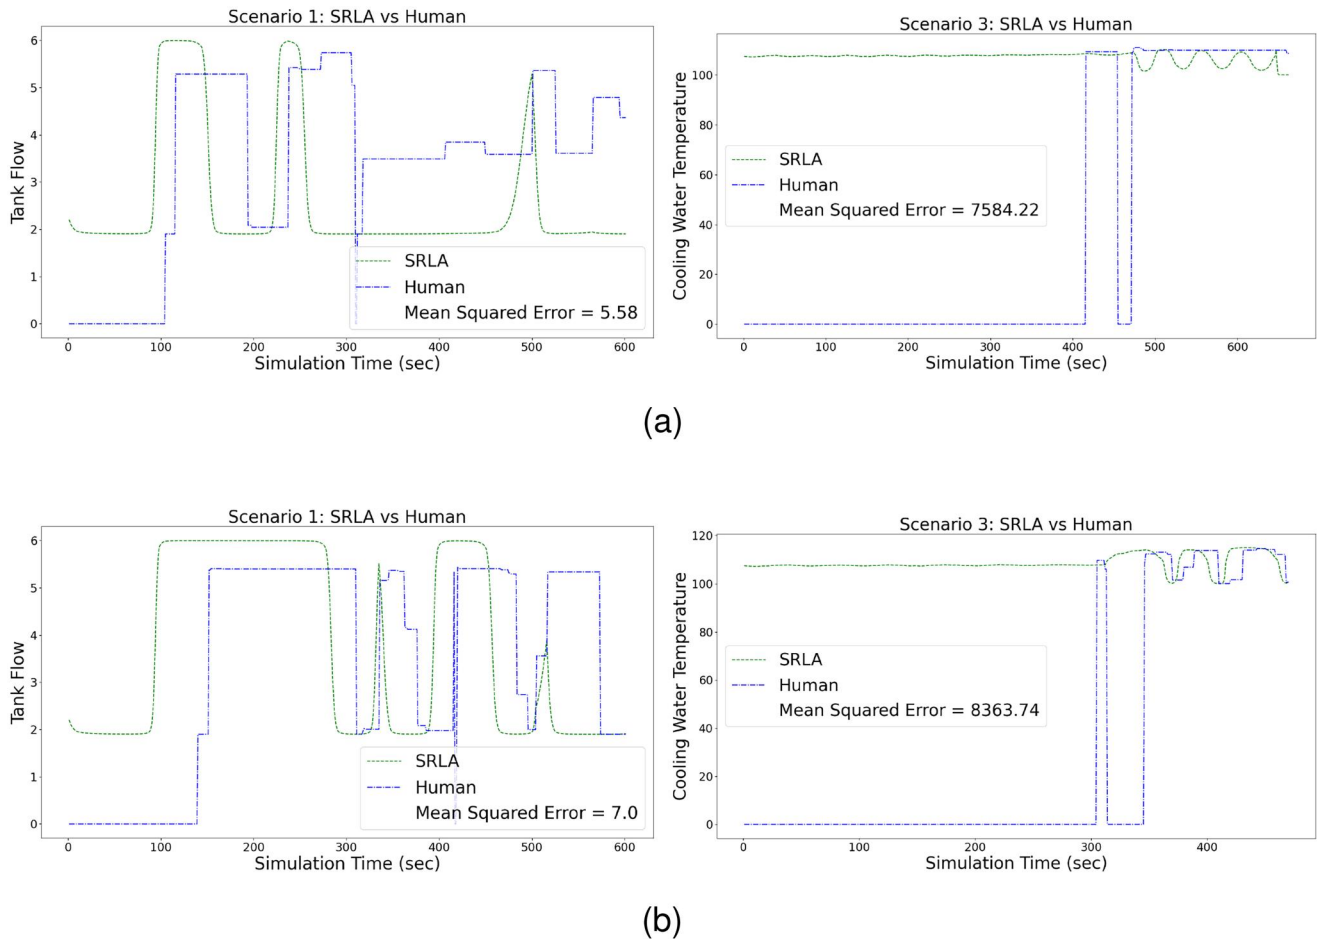 Scenario 1: SRLA vs Human
6
5
4
3
2
1
0
Tank Flow
SRLA
Human
Mean Squared Error = 5.58
0 100 200 300 400 500 600
Simulation Time (sec)
Scenario 3: SRLA vs Human
100
80
60
40
20
0
Cooling Water Temperature
SRLA
Human
Mean Squared Error = 7584.22
0 100 200 300 400 500 600
Simulation Time (sec)
(a)
Scenario 1: SRLA vs Human
6
5
4
3
2
1
0
Tank Flow
SRLA
Human
Mean Squared Error = 7.0
0 100 200 300 400 500 600
Simulation Time (sec)
Scenario 3: SRLA vs Human
120
100
80
60
40
20
0
Cooling Water Temperature
SRLA
Human
Mean Squared Error = 8363.74
0 100 200 300 400
Simulation Time (sec)
(b)